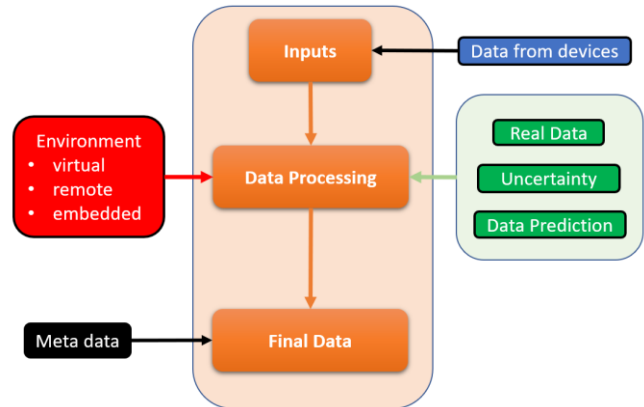 Inputs
Data from devices
Environment
• virtual
• remote
• embedded
Data Processing
Real Data
Uncertainty
Data Prediction
Meta data
Final Data